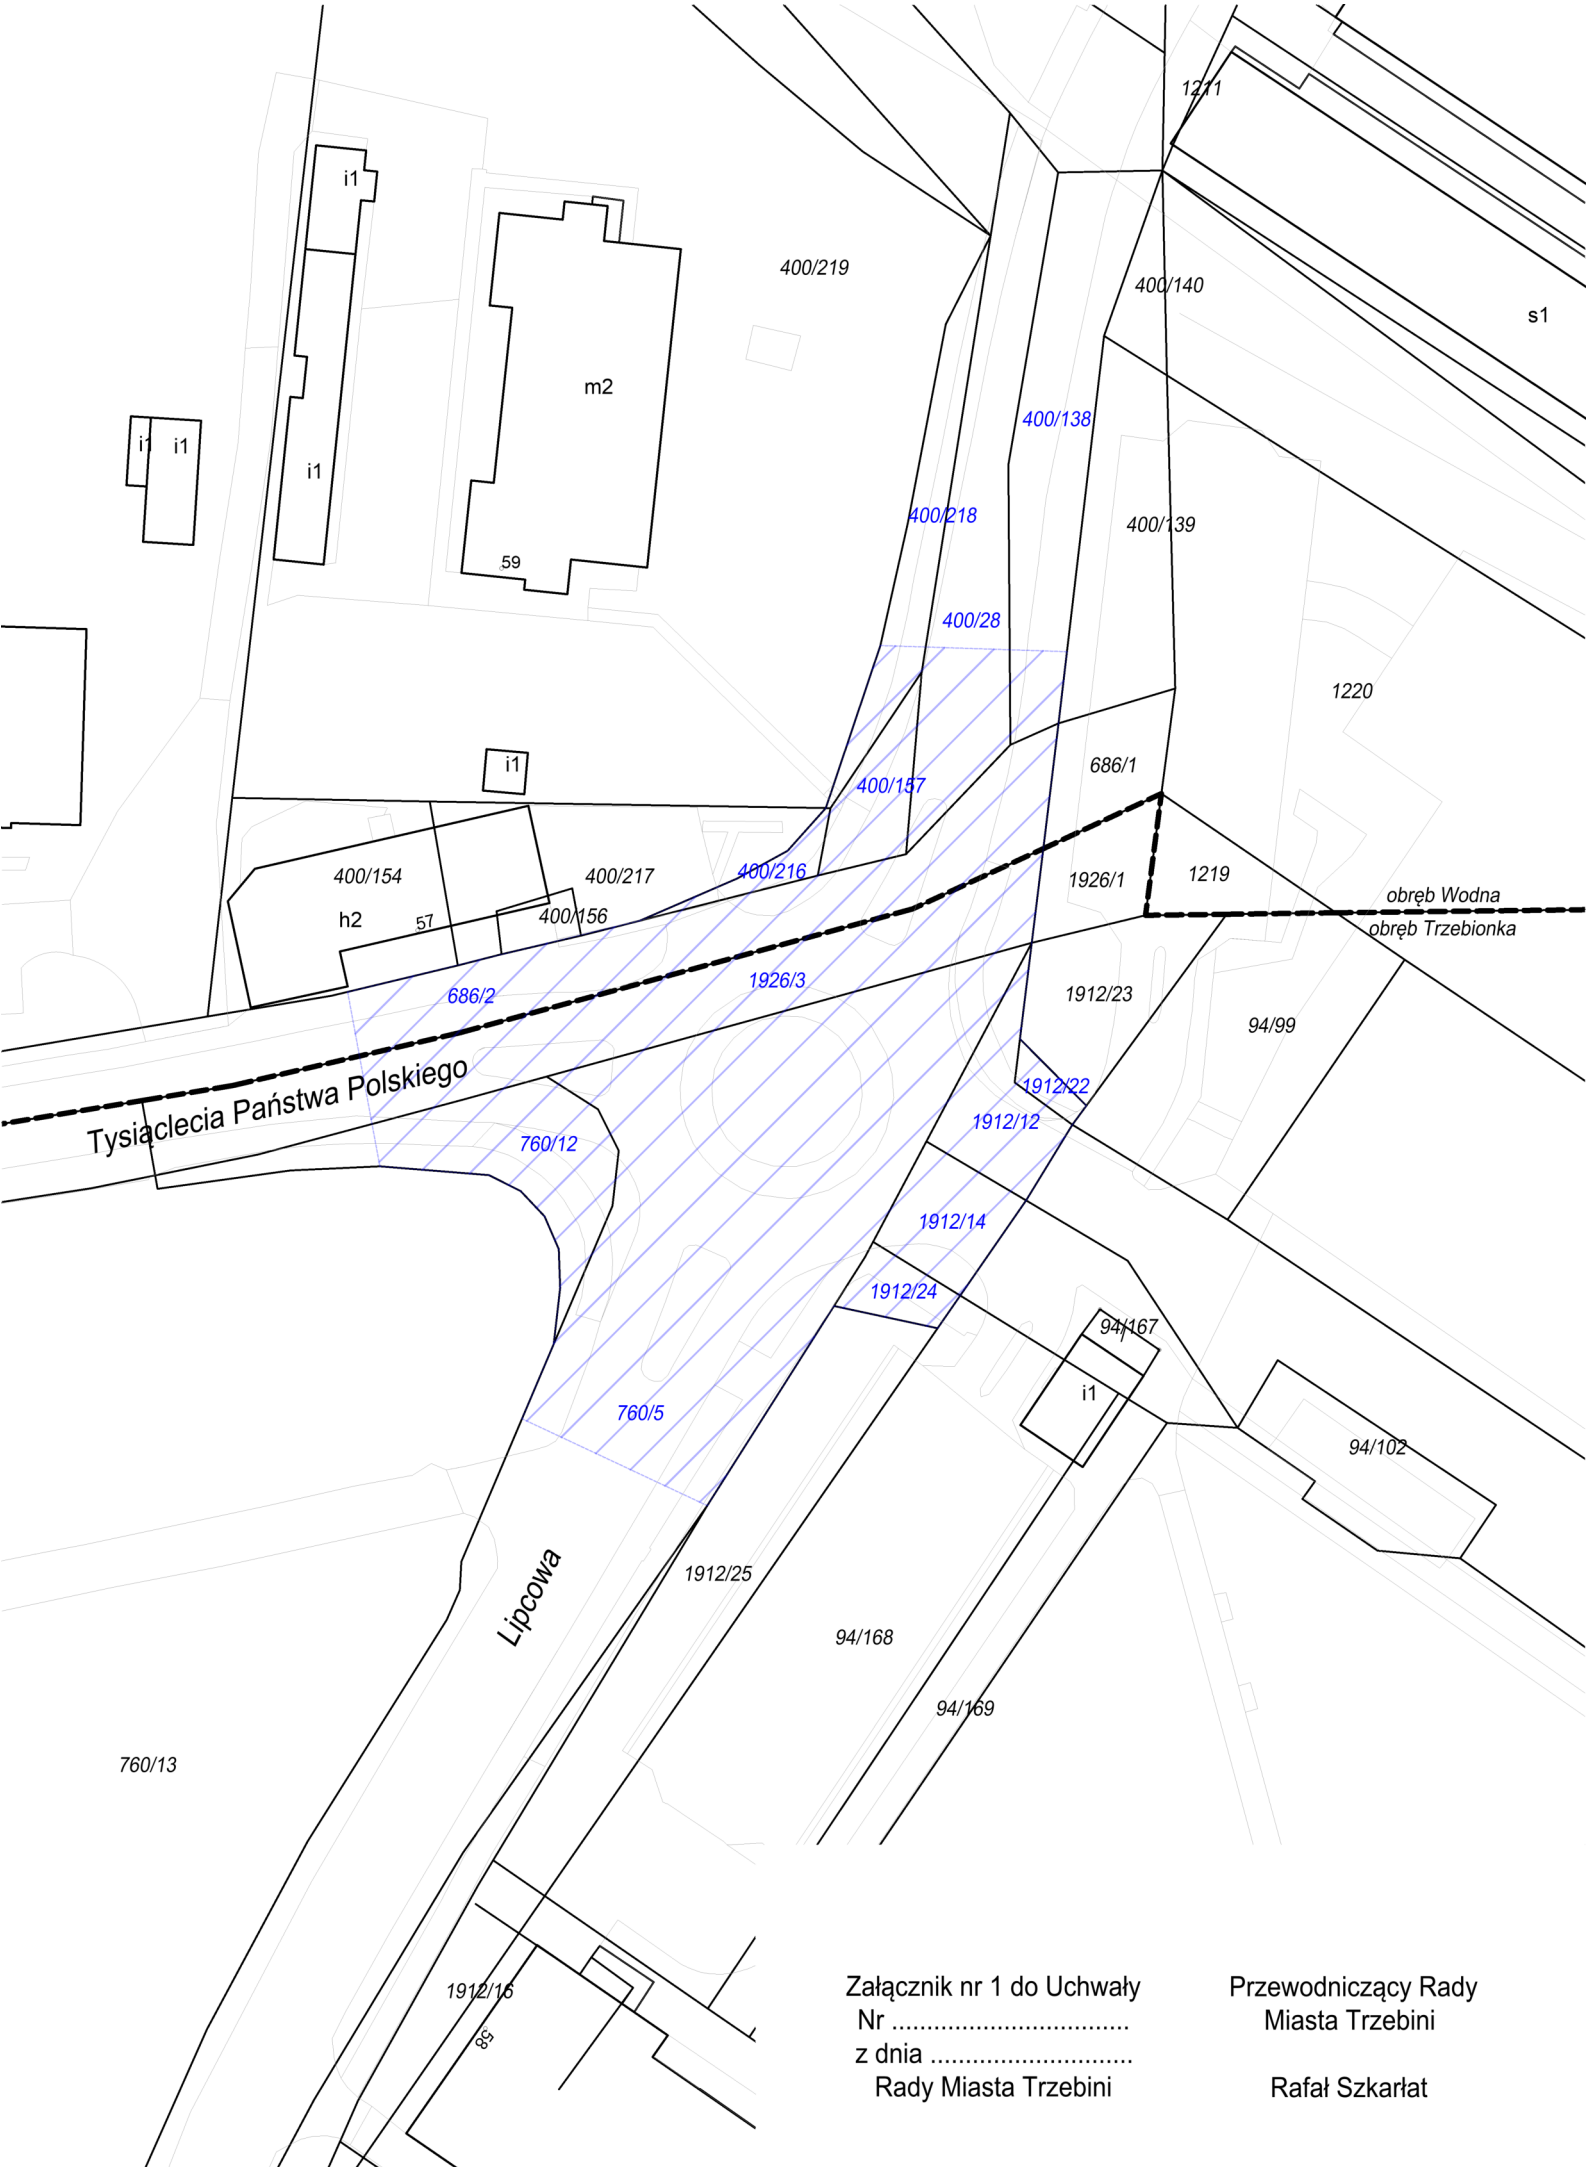 1211
i1
400/219
400/140
s1
m2
400/138
i1
i1
i1
400/218
400/139
59
400/28
1220
i1
686/1
400/157
400/154
400/217
400/216
1926/1
1219
obręb Wodna
h2
57
400/156
obręb Trzebionka
686/2
1926/3
1912/23
94/99
Tysiąclecia Państwa Polskiego
1912/22
760/12
1912/12
1912/14
1912/24
94/167
i1
760/5
94/102
Lipcowa
1912/25
94/168
94/169
760/13
1912/16
58
Załącznik nr 1 do Uchwały
Nr ..................................
z dnia .............................
Rady Miasta Trzebini
Przewodniczący Rady
Miasta Trzebini
Rafał Szkarłat